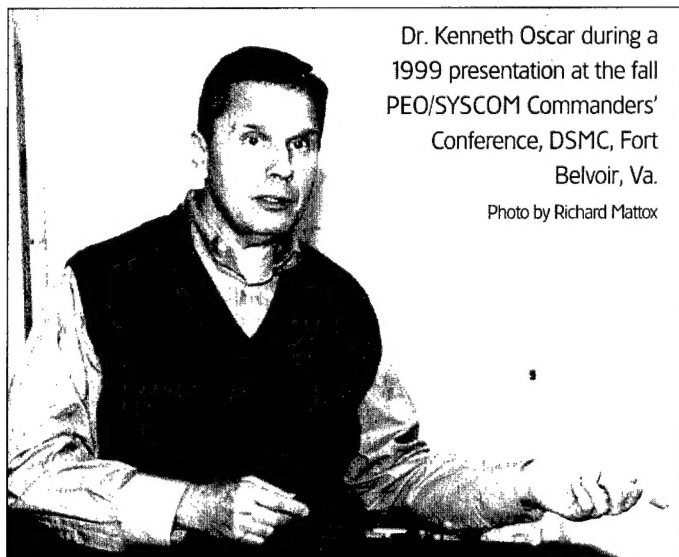 Dr. Kenneth Oscar during a
1999 presentation at the fall
PEO/SYSCOM Commanders'
Conference, DSMC, Fort
Belvoir, Va.
Photo by Richard Mattox